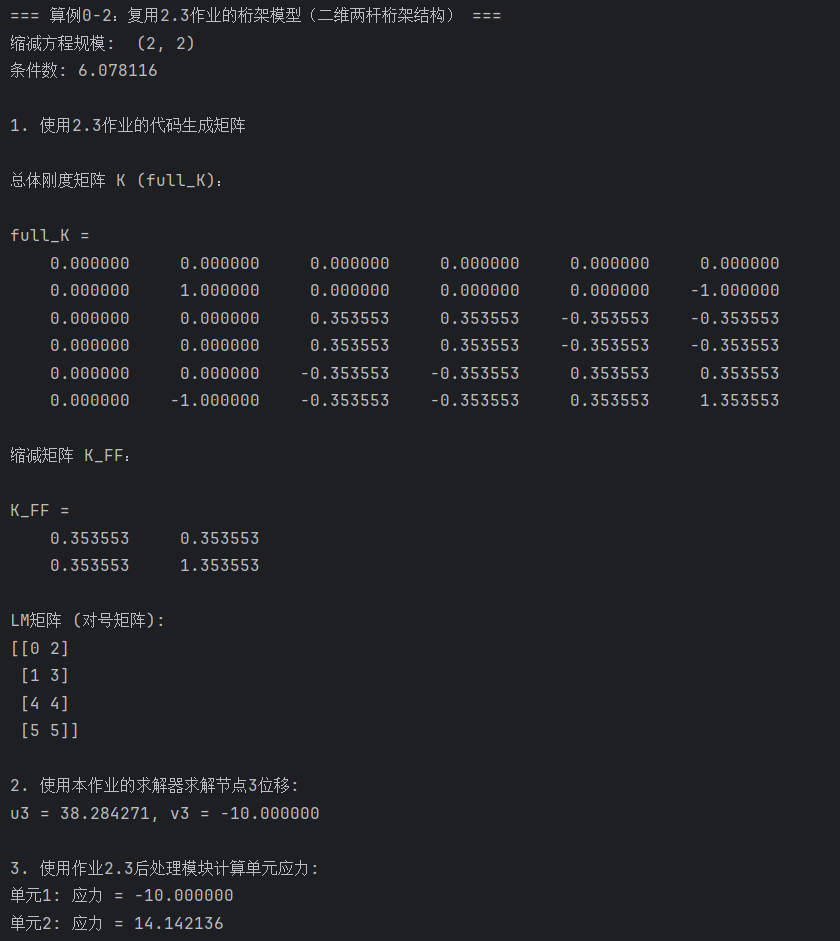 === 算例0-2：复用2.3作业的桁架模型（二维两杆桁架结构） ===
缩减方程规模:  (2, 2)
条件数: 6.078116
1. 使用2.3作业的代码生成矩阵
总体刚度矩阵 K (full_K)：
full_K =
0.000000 0.000000 0.000000 0.000000 0.000000 0.000000
0.000000 1.000000 0.000000 0.000000 0.000000 -1.000000
0.000000 0.000000 0.353553 0.353553 -0.353553 -0.353553
0.000000 0.000000 0.353553 0.353553 -0.353553 -0.353553
0.000000 0.000000 -0.353553 -0.353553 0.353553 0.353553
0.000000 -1.000000 -0.353553 -0.353553 0.353553 1.353553
缩减矩阵 K_FF：
K_FF =
0.353553 0.353553
0.353553 1.353553
LM矩阵 (对号矩阵):
[[0 2]
[1 3]
[4 4]
[5 5]]
2. 使用本作业的求解器求解节点3位移:
u3 = 38.284271, v3 = -10.000000
3. 使用作业2.3后处理模块计算单元应力:
单元1: 应力 = -10.000000
单元2: 应力 = 14.142136